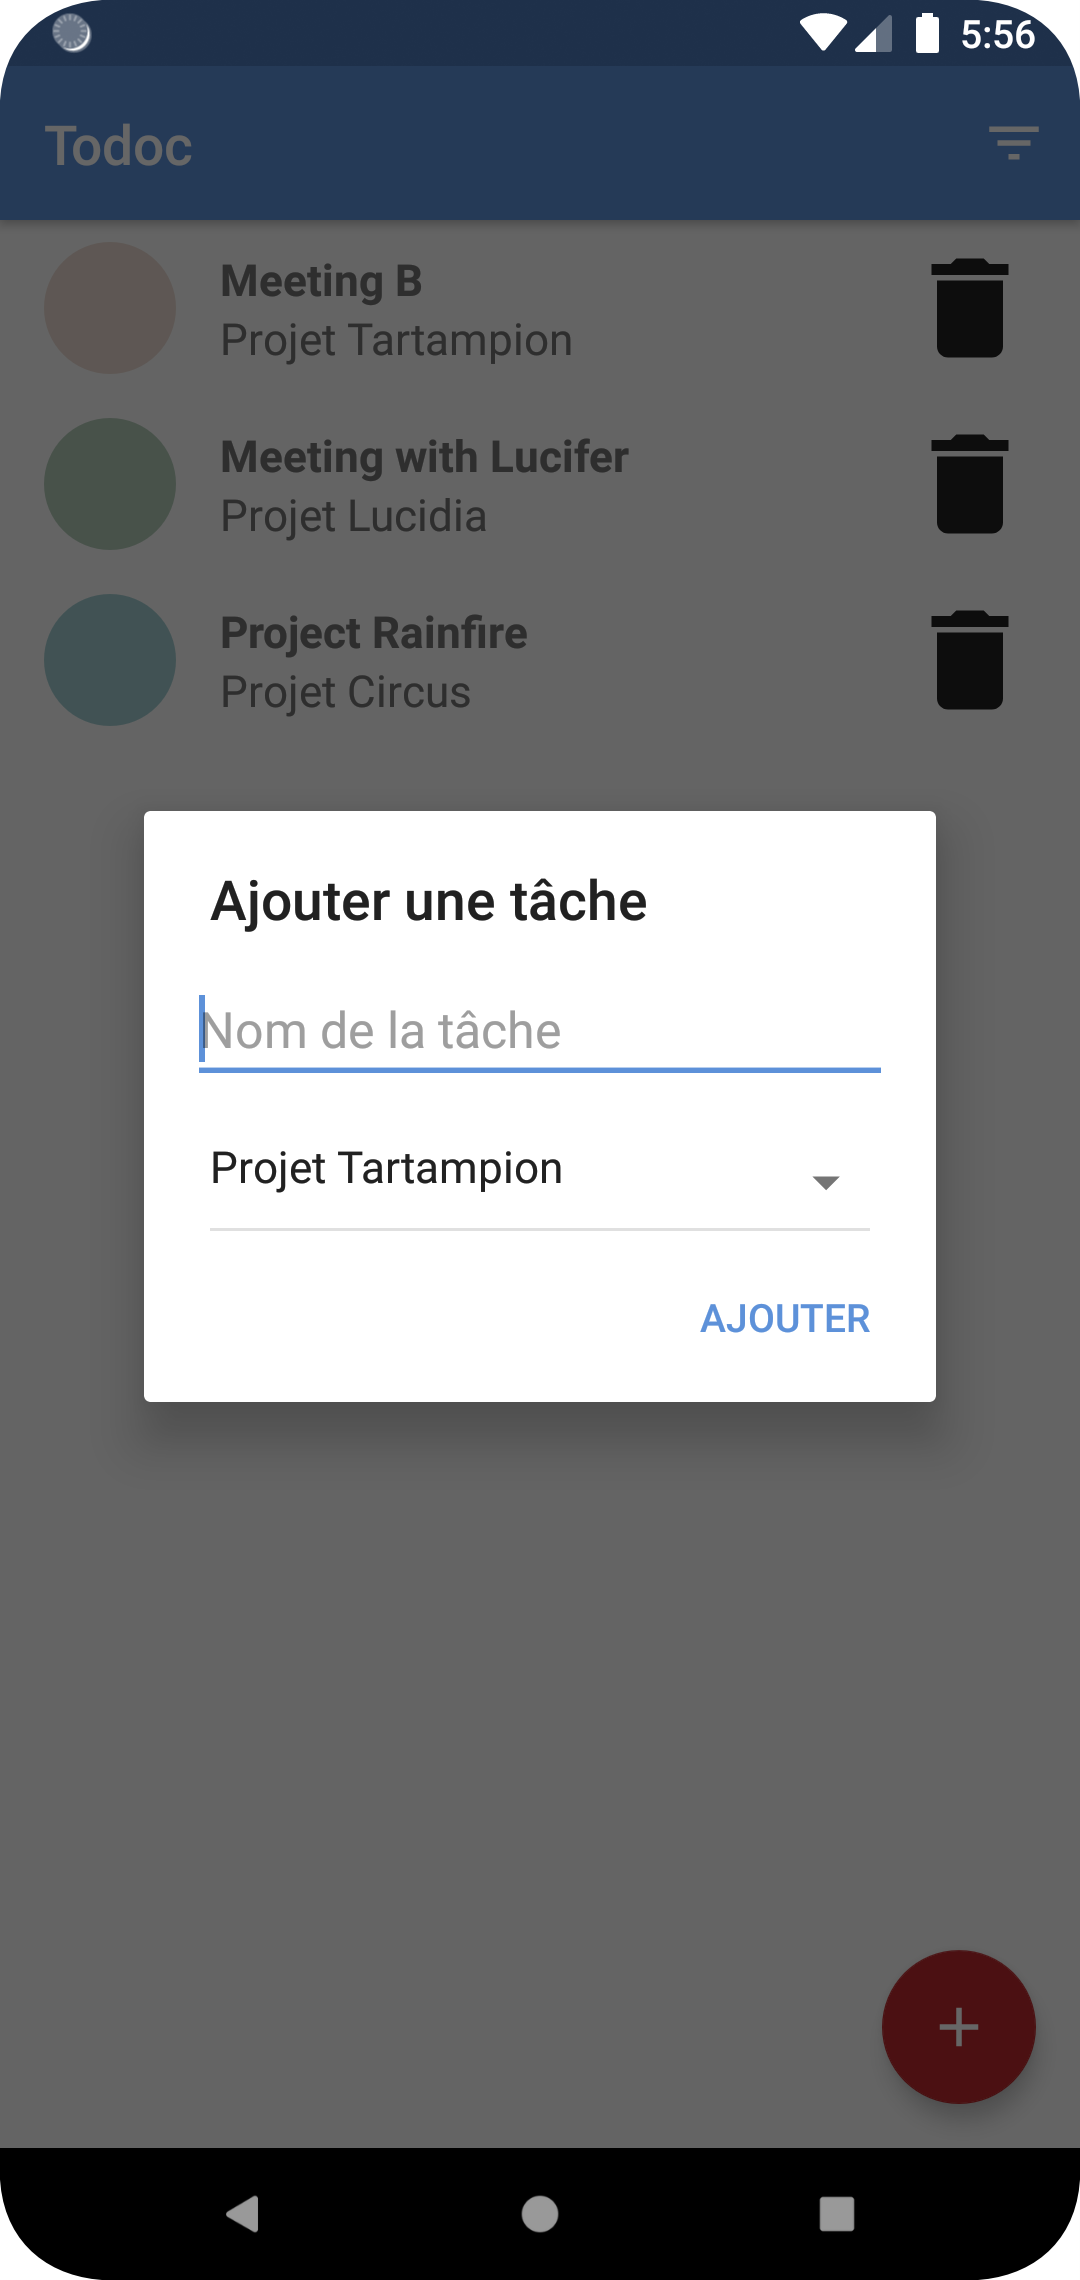 5:56
Todoc
Meeting B
Projet Tartampion
Meeting with Lucifer
Projet Lucidia
Project Rainfire
Projet Circus
Ajouter une tâche
Nom de la tâche
Projet Tartampion
AJOUTER